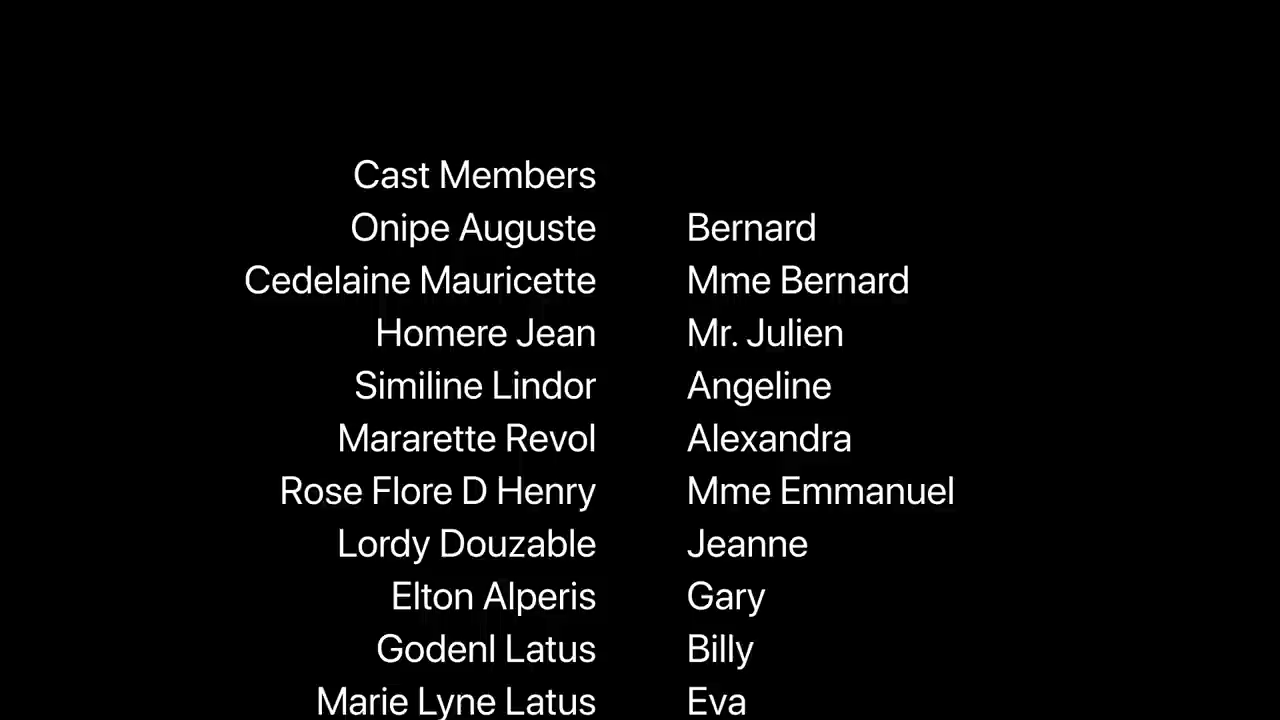 Cast Members
Onipe Auguste Bernard
Cedelaine Mauricette Mme Bernard
Homere Jean Mr. Julien
Similine Lindor Angeline
Mararette Revol Alexandra
Rose Flore D Henry Mme Emmanuel
Lordy Douzable Jeanne
Elton Alperis Gary
Godenl Latus Billy
Marie Lyne Latus Eva